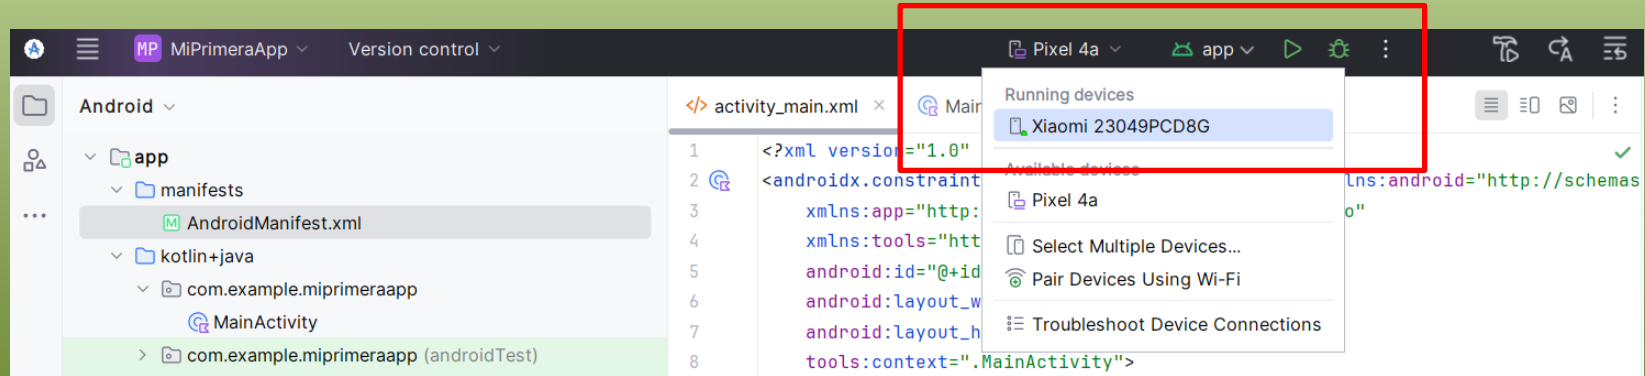 MP MiPrimeraApp Version control Pixel 4a app
Android
activity_main.xml Main
Running devices
Xiaomi 23049PCD8G
Available devices
Pixel 4a
Select Multiple Devices...
Pair Devices Using Wi-Fi
Troubleshoot Device Connections
app
manifests
M AndroidManifest.xml
kotlin+java
com.example.miprimeraapp
MainActivity
com.example.miprimeraapp (androidTest)
1 <?xml version="1.0"
2 <androidx.constraint lns:android="http://schemas
3 xmlns:app="http: o"
4 xmlns:tools="htt
5 android:id="@+id
6 android:layout_w
7 android:layout_h
8 tools:context=".MainActivity">